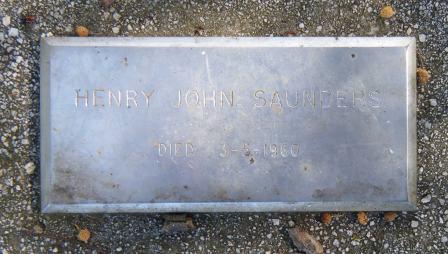 HENRY JOHN SAUNDERS
DIED 3-5-1960